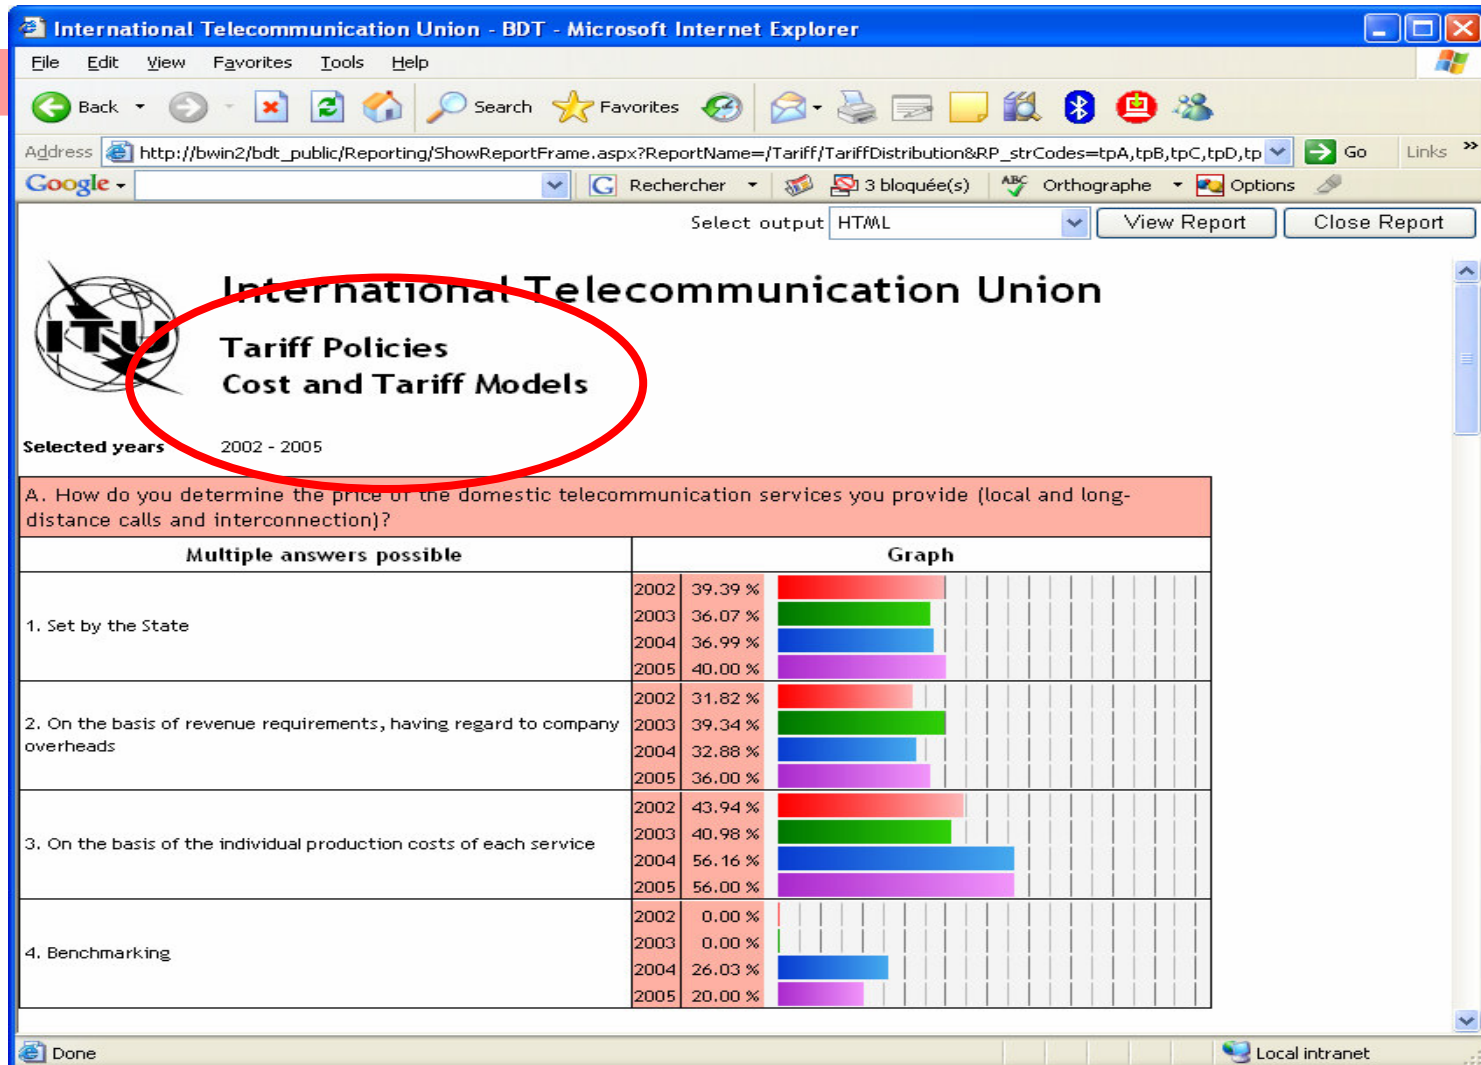 International Telecommunication Union - BDT - Microsoft Internet Explorer
File Edit View Favorites Tools Help
Back Search Favorites
Address http://bwin2/bdt_public/Reporting/ShowReportFrame.aspx?ReportName=/Tariff/TariffDistribution&RP_strCodes=tpA,tpB,tpC,tpD,tp Go Links »
Google Rechercher 3 bloquée(s) ABC Orthographe Options
Select output HTML View Report Close Report
ITU
International Telecommunication Union
Tariff Policies
Cost and Tariff Models
Selected years 2002 - 2005
A. How do you determine the price of the domestic telecommunication services you provide (local and long-
distance calls and interconnection)?
Multiple answers possible Graph
1. Set by the State
2002 39.39 %
2003 36.07 %
2004 36.99 %
2005 40.00 %
2. On the basis of revenue requirements, having regard to company
overheads
2002 31.82 %
2003 39.34 %
2004 32.88 %
2005 36.00 %
3. On the basis of the individual production costs of each service
2002 43.94 %
2003 40.98 %
2004 56.16 %
2005 56.00 %
4. Benchmarking
2002 0.00 %
2003 0.00 %
2004 26.03 %
2005 20.00 %
Done Local intranet